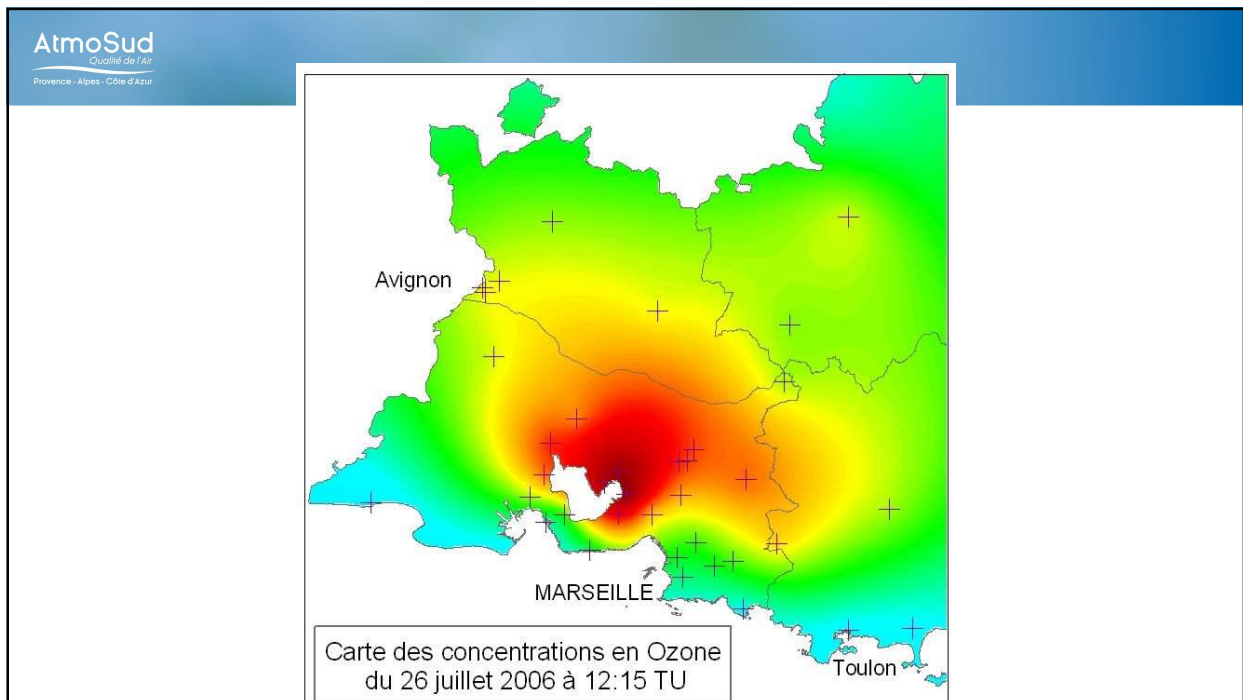 AtmoSud
Qualité de l'Air
Provence - Alpes - Côte d'Azur
Avignon
MARSEILLE
Toulon
Carte des concentrations en Ozone
du 26 juillet 2006 à 12:15 TU